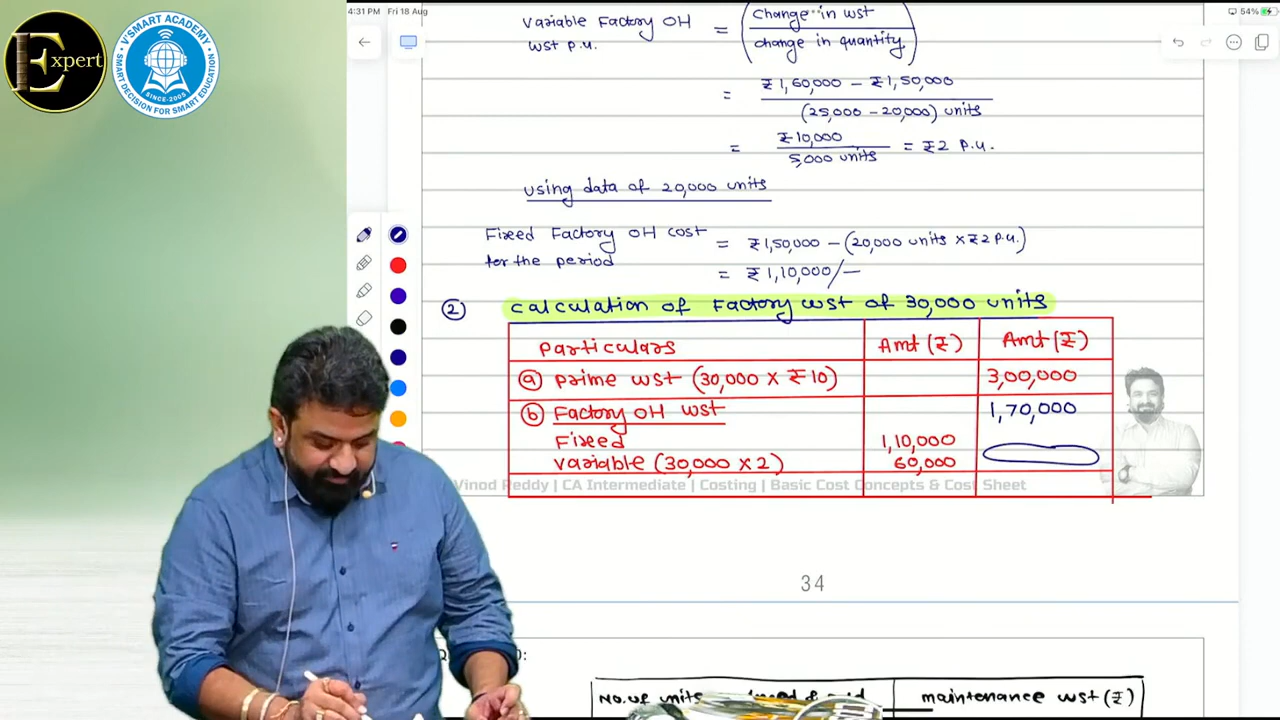 4:31 PM Fri 18 Aug
54%
Expert
V'SMART ACADEMY
SMART DECISION FOR SMART EDUCATION
SINCE-2005
Variable Factory OH cost p.u. = (change in cost / change in quantity)
= ₹1,60,000 - ₹1,50,000 / (25,000 - 20,000) units
= ₹10,000 / 5,000 units = ₹2 p.u.
using data of 20,000 units
Fixed Factory OH cost for the period = ₹1,50,000 - (20,000 units × ₹2 p.u.)
= ₹1,10,000/-
② Calculation of Factory cost of 30,000 units
Particulars Amt (₹) Amt (₹)
ⓐ prime cost (30,000 × ₹10) 3,00,000
ⓑ Factory OH cost 1,70,000
Fixed 1,10,000
variable (30,000 × 2) 60,000
Vinod Reddy | CA Intermediate | Costing | Basic Cost Concepts & Cost Sheet
34
No. of units
maintenance cost (₹)